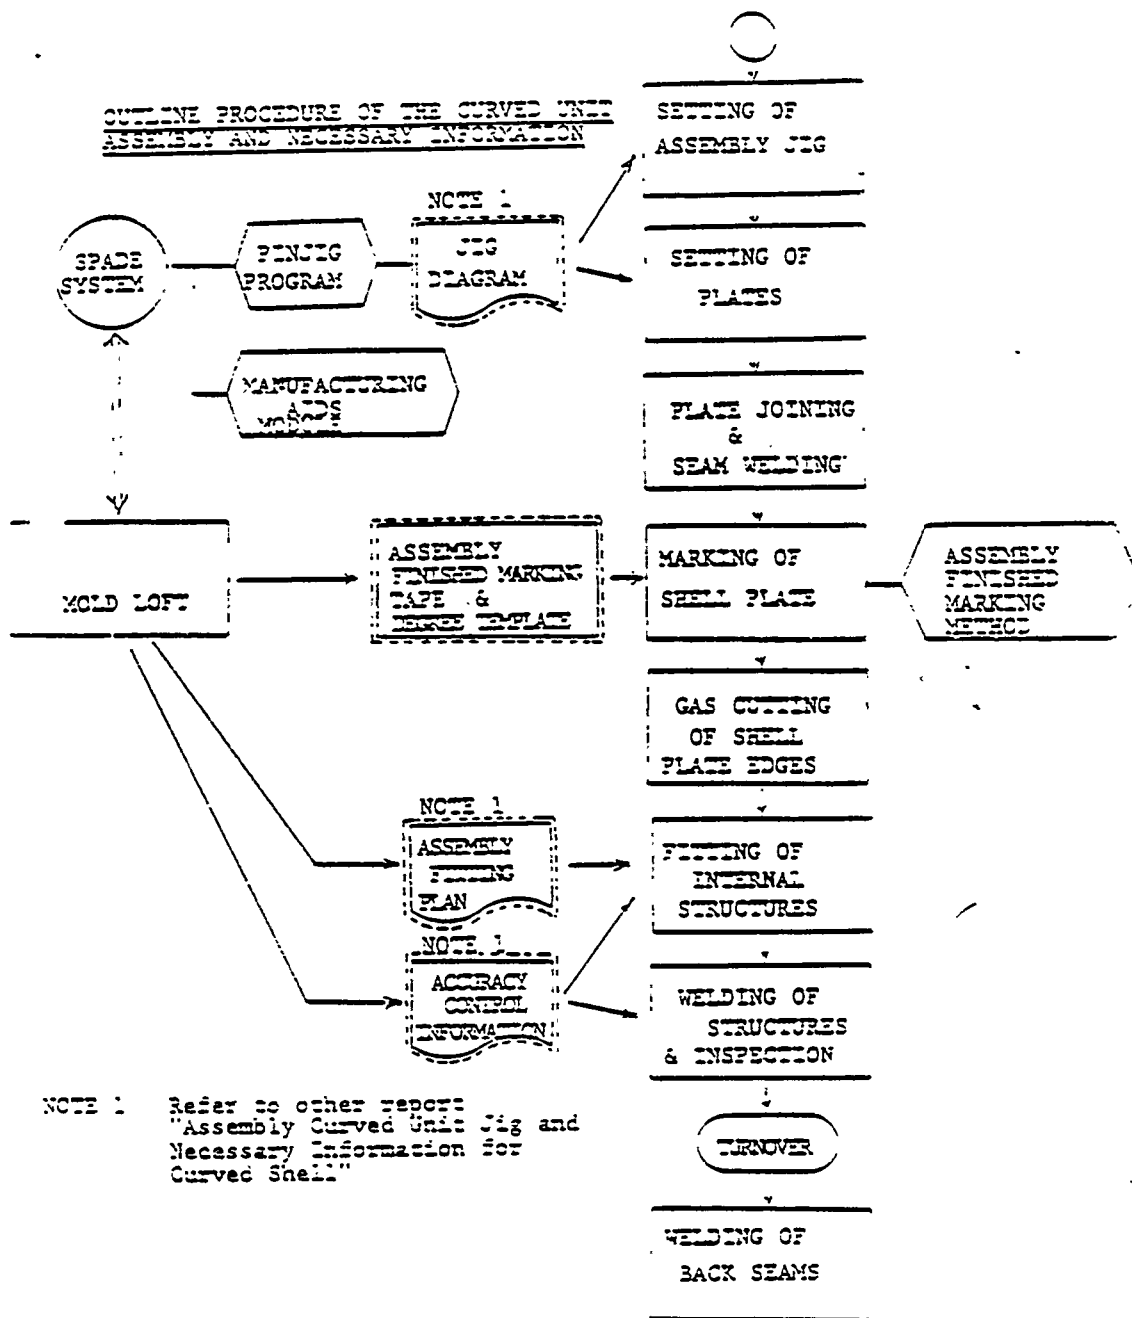 OUTLINE PROCEDURE OF THE CURVED UNIT
ASSEMBLY AND NECESSARY INFORMATION
SETTING OF
ASSEMBLY JIG
NOTE 1
SPADE
SYSTEM
PINJIG
PROGRAM
JIG
DIAGRAM
SETTING OF
PLATES
MANUFACTURING
AIDS
PLATE JOINING
&
SEAM WELDING
MOLD LOFT
ASSEMBLY
FINISHED MARKING
TAPE &
DEGREE TEMPLATE
MARKING OF
SHELL PLATE
ASSEMBLY
FINISHED
MARKING
METHOD
GAS CUTTING
OF SHELL
PLATE EDGES
NOTE 1
ASSEMBLY
FITTING
PLAN
FITTING OF
INTERNAL
STRUCTURES
NOTE 1
ACCURACY
CONTROL
INFORMATION
WELDING OF
STRUCTURES
& INSPECTION
NOTE 1 Refer to other report
"Assembly Curved Unit Jig and
Necessary Information for
Curved Shell"
TURNOVER
WELDING OF
BACK SEAMS